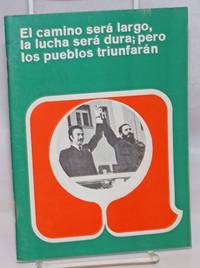 El camino será largo,
la lucha será dura; pero
los pueblos triunfarán